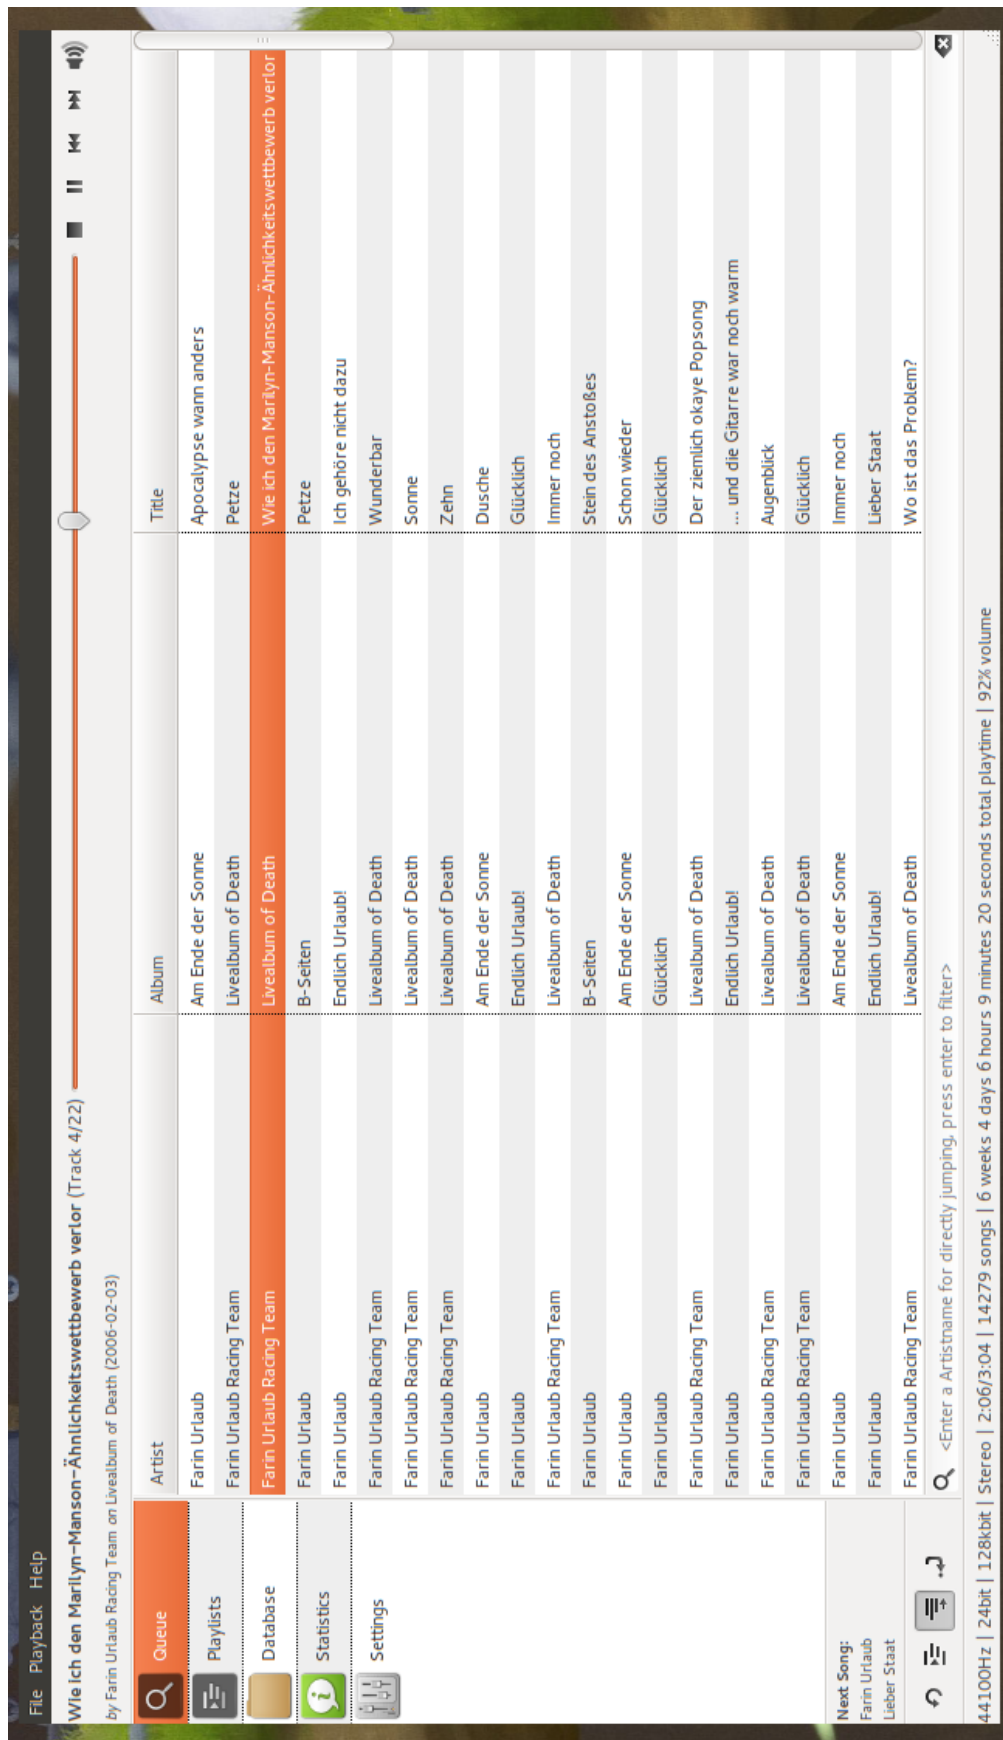 File Playback Help
Wie ich den Marilyn-Manson-Ähnlichkeitswettbewerb verlor (Track 4/22)
by Farin Urlaub Racing Team on Livealbum of Death (2006-02-03)
Queue
Playlists
Database
Statistics
Settings
Next Song:
Farin Urlaub
Lieber Staat
Artist Album Title
Farin Urlaub Am Ende der Sonne Apocalypse wann anders
Farin Urlaub Racing Team Livealbum of Death Petze
Farin Urlaub Racing Team Livealbum of Death Wie ich den Marilyn-Manson-Ähnlichkeitswettbewerb verlor
Farin Urlaub B-Seiten Petze
Farin Urlaub Endlich Urlaub! Ich gehöre nicht dazu
Farin Urlaub Racing Team Livealbum of Death Wunderbar
Farin Urlaub Racing Team Livealbum of Death Sonne
Farin Urlaub Racing Team Livealbum of Death Zehn
Farin Urlaub Am Ende der Sonne Dusche
Farin Urlaub Endlich Urlaub! Glücklich
Farin Urlaub Racing Team Livealbum of Death Immer noch
Farin Urlaub B-Seiten Stein des Anstoßes
Farin Urlaub Am Ende der Sonne Schon wieder
Farin Urlaub Glücklich Glücklich
Farin Urlaub Racing Team Livealbum of Death Der ziemlich okaye Popsong
Farin Urlaub Endlich Urlaub! ... und die Gitarre war noch warm
Farin Urlaub Racing Team Livealbum of Death Augenblick
Farin Urlaub Racing Team Livealbum of Death Glücklich
Farin Urlaub Am Ende der Sonne Immer noch
Farin Urlaub Endlich Urlaub! Lieber Staat
Farin Urlaub Racing Team Livealbum of Death Wo ist das Problem?
<Enter a Artistname for directly jumping, press enter to filter>
44100Hz | 24bit | 128kbit | Stereo | 2:06/3:04 | 14279 songs | 6 weeks 4 days 6 hours 9 minutes 20 seconds total playtime | 92% volume